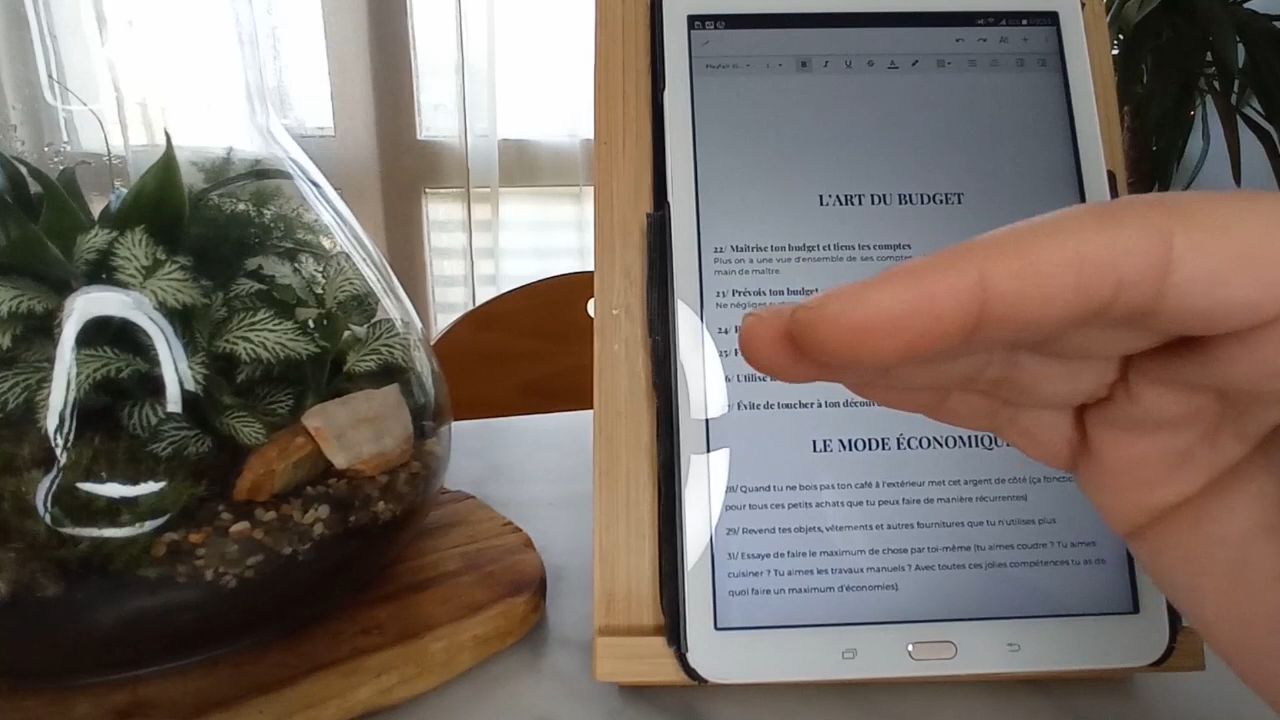 L'ART DU BUDGET
22/ Maîtrise ton budget et tiens tes comptes
Plus on a une vue d'ensemble de ses comptes
main de maître.
23/ Prévois ton budget
Ne néglige
24/
25/
6/ Utilise
/ Évite de toucher à ton
LE MODE ÉCONOMIQUE
28/ Quand tu ne bois pas ton café à l'extérieur met cet argent de côté (ça
pour tous ces petits achats que tu peux faire de manière récurrentes)
29/ Revend tes objets, vêtements et autres fournitures que tu n'utilises plus.
31/ Essaye de faire le maximum de chose par toi-même (tu aimes coudre ? Tu aimes
cuisiner ? Tu aimes les travaux manuels ? Avec toutes ces jolies compétences tu as de
quoi faire un maximum d'économies).